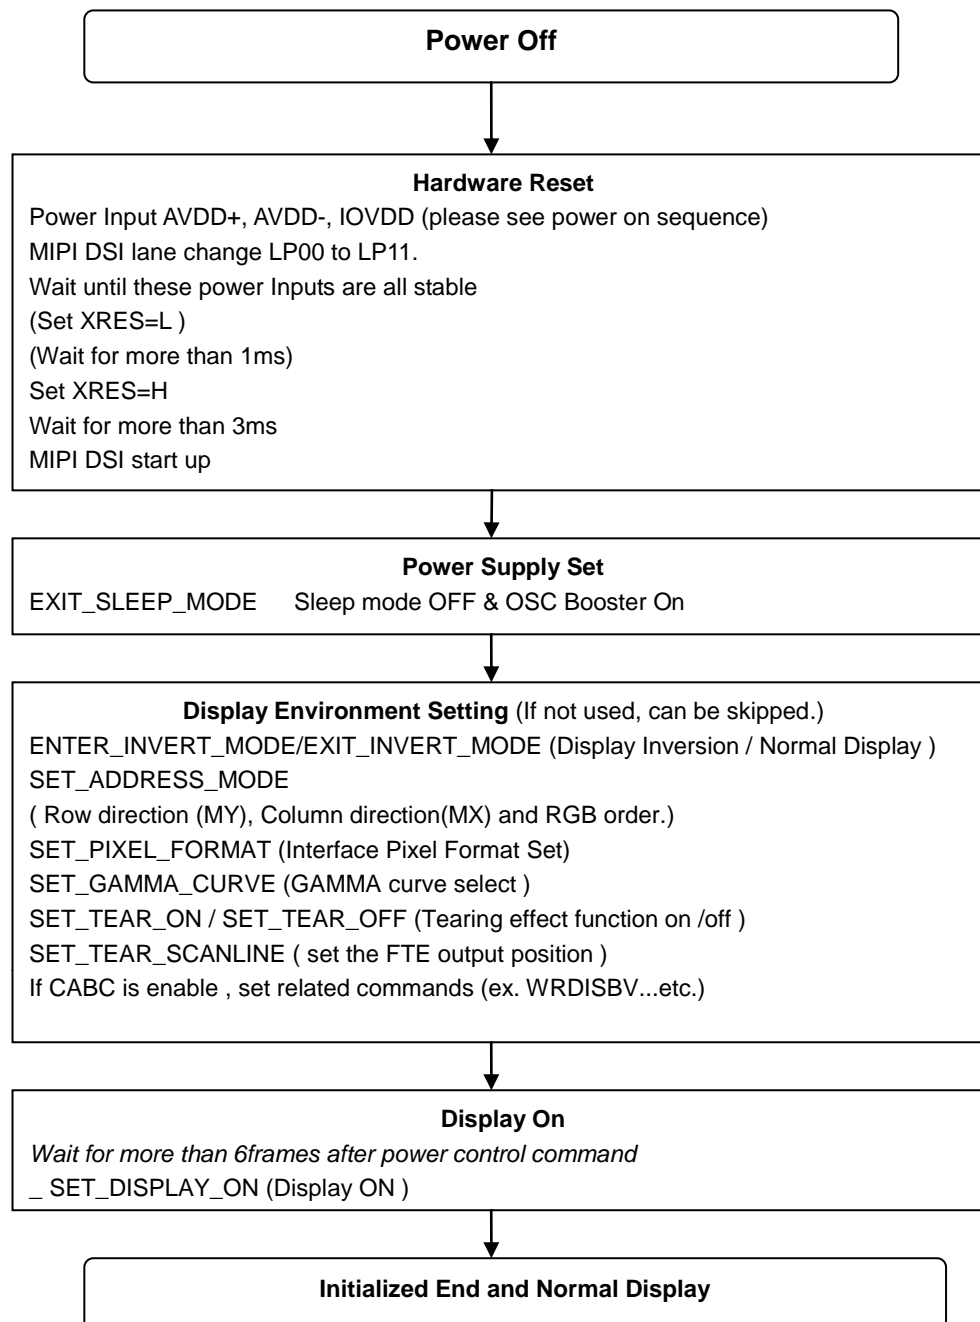 Power Off
Hardware Reset
Power Input AVDD+, AVDD-, IOVDD (please see power on sequence)
MIPI DSI lane change LP00 to LP11.
Wait until these power Inputs are all stable
(Set XRES=L )
(Wait for more than 1ms)
Set XRES=H
Wait for more than 3ms
MIPI DSI start up
Power Supply Set
EXIT_SLEEP_MODE Sleep mode OFF & OSC Booster On
Display Environment Setting (If not used, can be skipped.)
ENTER_INVERT_MODE/EXIT_INVERT_MODE (Display Inversion / Normal Display )
SET_ADDRESS_MODE
( Row direction (MY), Column direction(MX) and RGB order.)
SET_PIXEL_FORMAT (Interface Pixel Format Set)
SET_GAMMA_CURVE (GAMMA curve select )
SET_TEAR_ON / SET_TEAR_OFF (Tearing effect function on /off )
SET_TEAR_SCANLINE ( set the FTE output position )
If CABC is enable , set related commands (ex. WRDISBV...etc.)
Display On
Wait for more than 6frames after power control command
_ SET_DISPLAY_ON (Display ON )
Initialized End and Normal Display